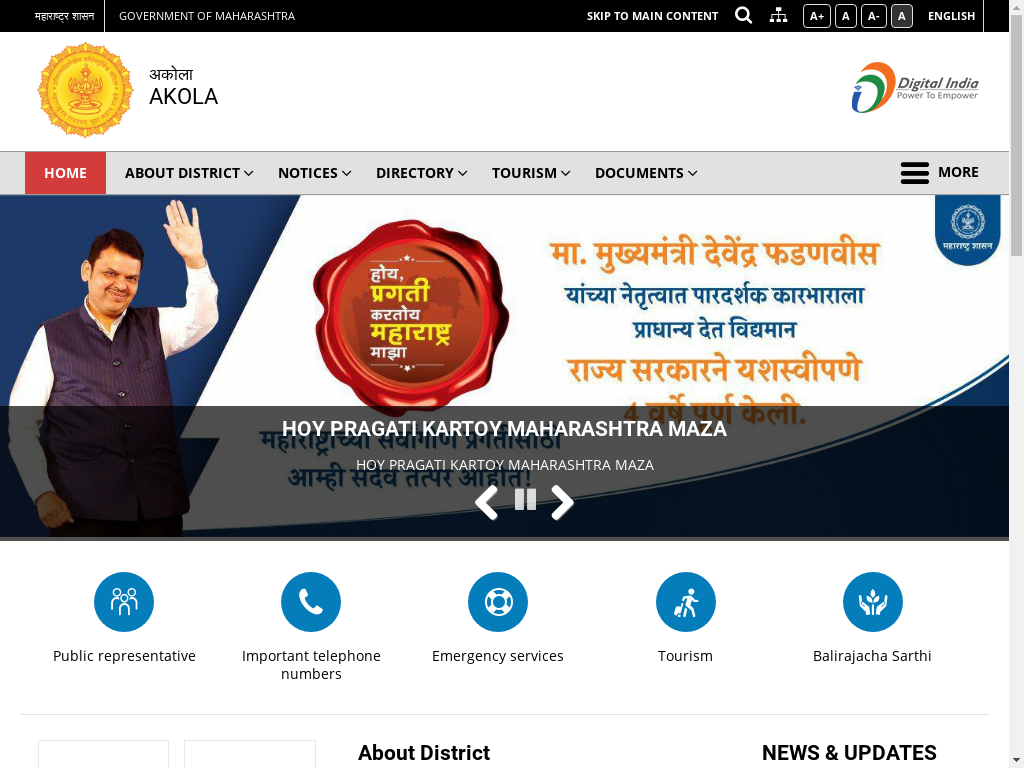 महाराष्ट्र शासन
GOVERNMENT OF MAHARASHTRA
SKIP TO MAIN CONTENT
A+
A
A-
A
ENGLISH
अकोला
AKOLA
Digital India
Power To Empower
HOME
ABOUT DISTRICT
NOTICES
DIRECTORY
TOURISM
DOCUMENTS
MORE
होय,
प्रगती
करतोय
महाराष्ट्र
माझा
मा. मुख्यमंत्री देवेंद्र फडणवीस
यांच्या नेतृत्वात पारदर्शक कारभाराला
प्राधान्य देत विद्यमान
राज्य सरकारने यशस्वीपणे
4 वर्षे पूर्ण केली.
महाराष्ट्र शासन
महाराष्ट्राच्या सर्वांगीण प्रगतीसाठी
आम्ही सदैव तत्पर आहोत!
HOY PRAGATI KARTOY MAHARASHTRA MAZA
HOY PRAGATI KARTOY MAHARASHTRA MAZA
Public representative
Important telephone
numbers
Emergency services
Tourism
Balirajacha Sarthi
About District
NEWS & UPDATES